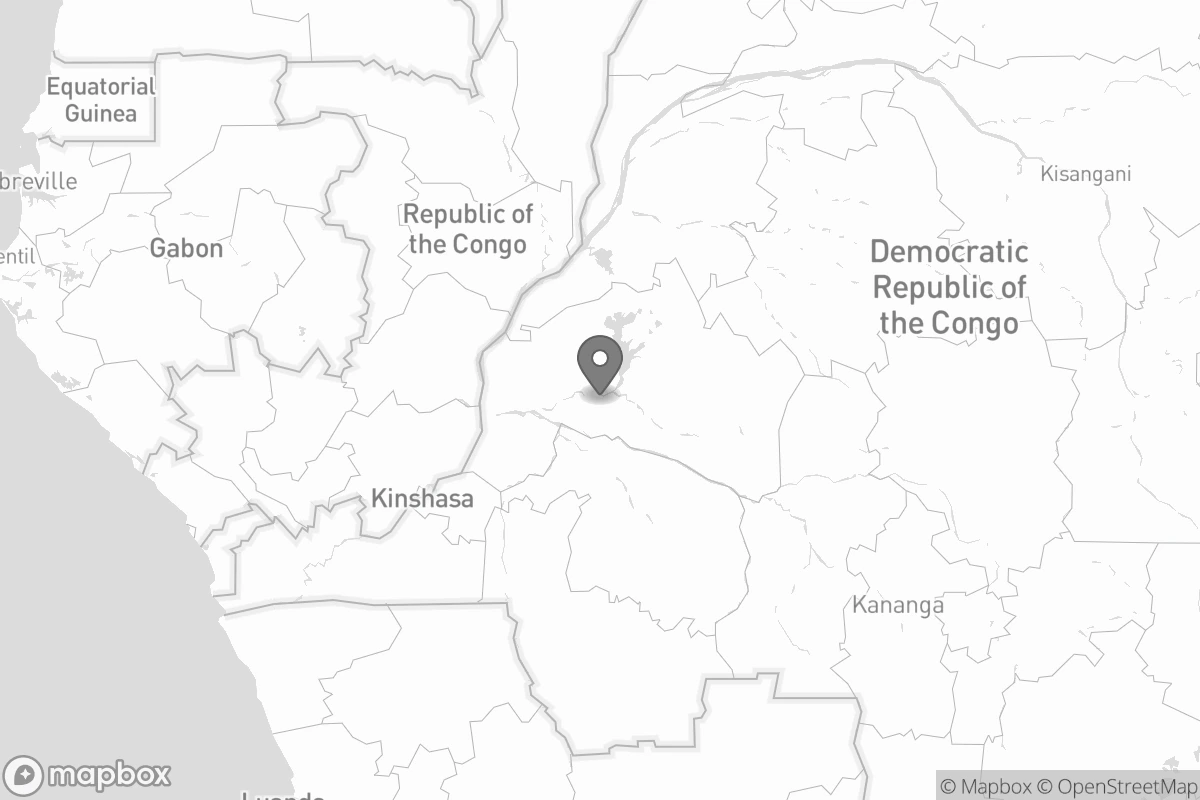 Equatorial
Guinea
breville
Republic of
the Congo
Kisangani
Gabon
entil
Democratic
Republic of
the Congo
Kinshasa
Kananga
Luanda
mapbox
© Mapbox © OpenStreetMap